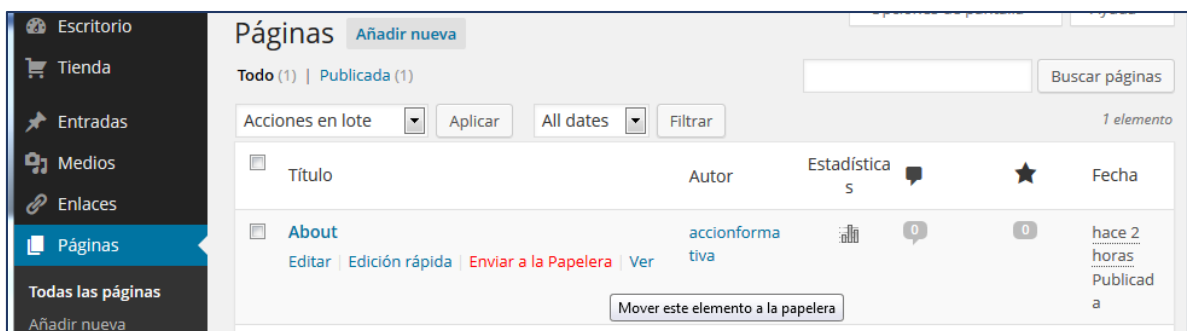 Escritorio
Tienda
Entradas
Medios
Enlaces
Páginas
Todas las páginas
Añadir nueva
Páginas Añadir nueva
Todo (1) | Publicada (1)
Buscar páginas
Acciones en lote Aplicar All dates Filtrar 1 elemento
Título Autor Estadística
s Fecha
About accionforma
tiva 0 0 hace 2
horas
Publicad
a
Editar | Edición rápida | Enviar a la Papelera | Ver
Mover este elemento a la papelera